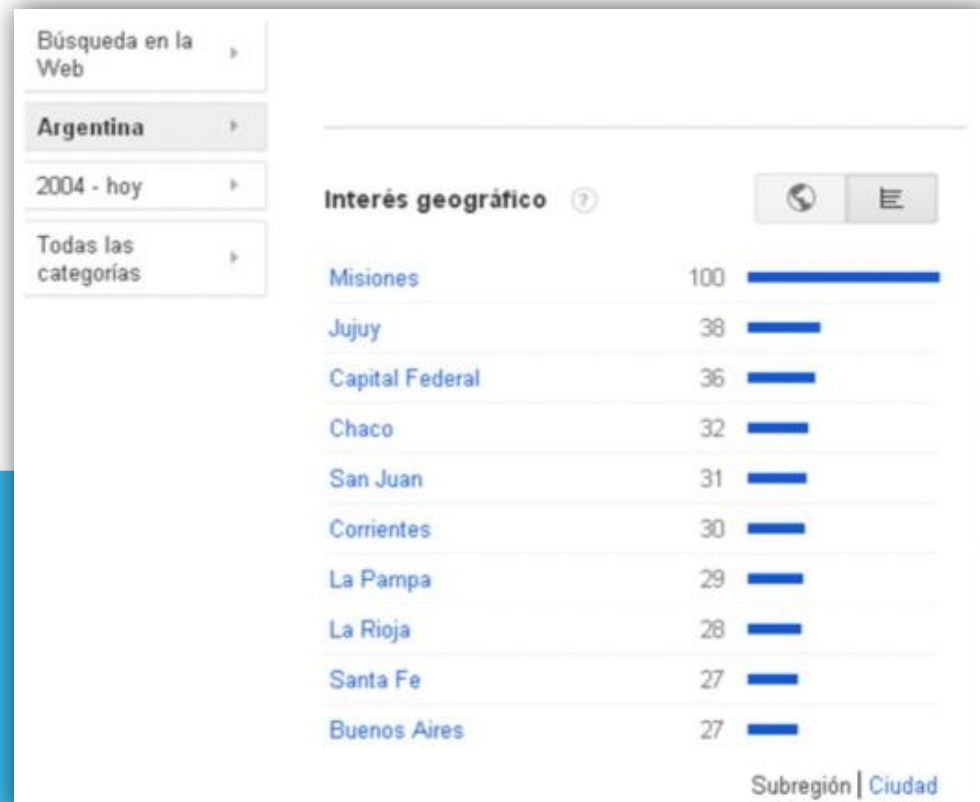 Búsqueda en la
Web
Argentina
2004 - hoy
Todas las
categorías
Interés geográfico ?
Misiones 100
Jujuy 38
Capital Federal 36
Chaco 32
San Juan 31
Corrientes 30
La Pampa 29
La Rioja 28
Santa Fe 27
Buenos Aires 27
Subregión | Ciudad